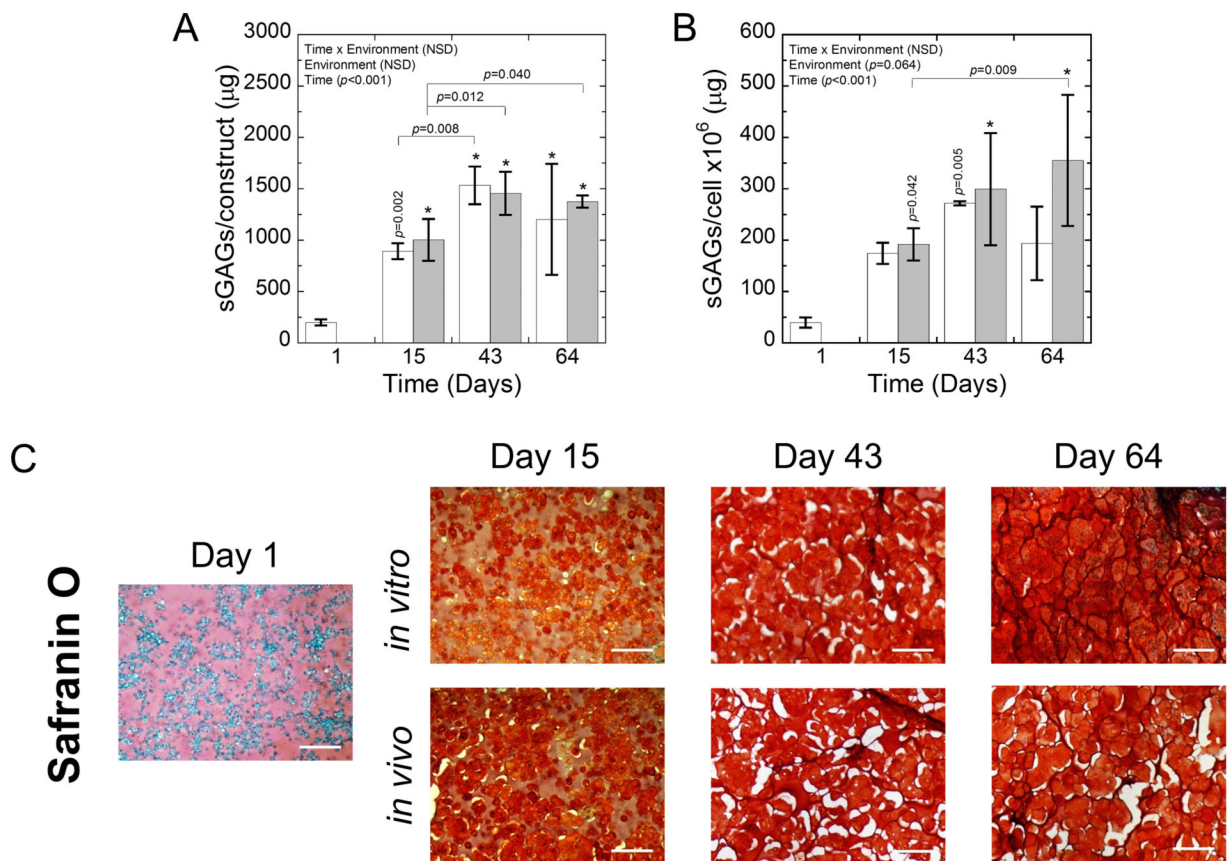 A
sGAGs/construct (μg)
3000
2500
2000
1500
1000
500
0
Time x Environment (NSD)
Environment (NSD)
Time (p<0.001)
p=0.040
p=0.012
p=0.008
p=0.002
*
*
*
*
*
1
15
43
64
Time (Days)
B
sGAGs/cell x10⁶ (μg)
600
500
400
300
200
100
0
Time x Environment (NSD)
Environment (p=0.064)
Time (p<0.001)
p=0.009
p=0.042
p=0.005
*
*
1
15
43
64
Time (Days)
C
Safranin O
Day 1
Day 15
Day 43
Day 64
in vitro
in vivo